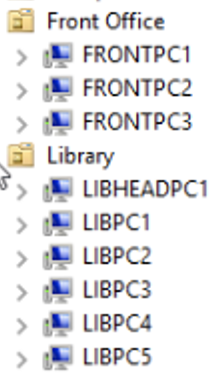 Front Office
FRONTPC1
FRONTPC2
FRONTPC3
Library
LIBHEADPC1
LIBPC1
LIBPC2
LIBPC3
LIBPC4
LIBPC5